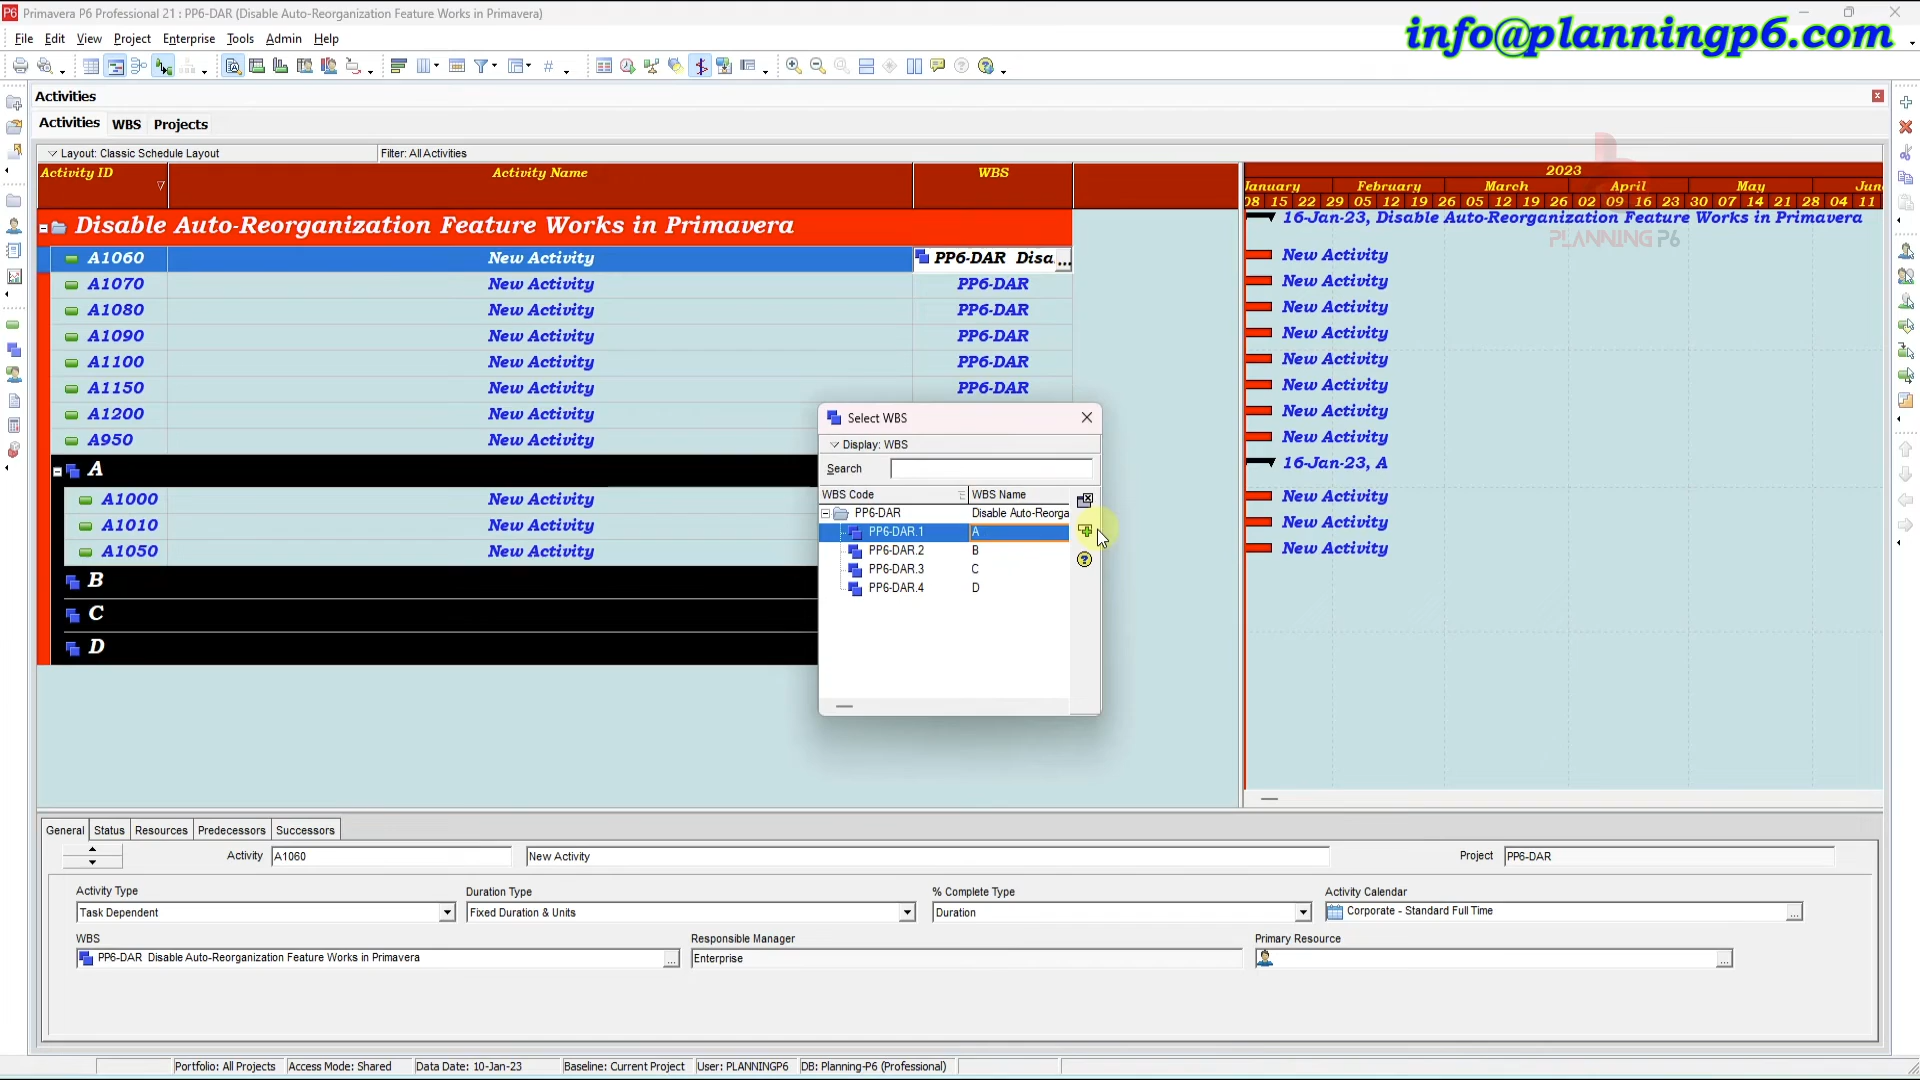 Primavera P6 Professional 21 : PP6-DAR (Disable Auto-Reorganization Feature Works in Primavera)
info@planningp6.com
File Edit View Project Enterprise Tools Admin Help
Activities
Activities WBS Projects
Layout: Classic Schedule Layout Filter: All Activities
Activity ID Activity Name WBS
2023
January February March April May Jun
08 15 22 29 05 12 19 26 05 12 19 26 02 09 16 23 30 07 14 21 28 04 11
Disable Auto-Reorganization Feature Works in Primavera
16-Jan-23, Disable Auto-Reorganization Feature Works in Primavera
PLANNING P6
A1060 New Activity PP6-DAR Disa... New Activity
A1070 New Activity PP6-DAR New Activity
A1080 New Activity PP6-DAR New Activity
A1090 New Activity PP6-DAR New Activity
A1100 New Activity PP6-DAR New Activity
A1150 New Activity PP6-DAR New Activity
A1200 New Activity New Activity
A950 New Activity New Activity
A 16-Jan-23, A
A1000 New Activity New Activity
A1010 New Activity New Activity
A1050 New Activity New Activity
B
C
D
Select WBS
Display: WBS
Search
WBS Code WBS Name
PP6-DAR Disable Auto-Reorga
PP6-DAR.1 A
PP6-DAR.2 B
PP6-DAR.3 C
PP6-DAR.4 D
General Status Resources Predecessors Successors
Activity A1060 New Activity Project PP6-DAR
Activity Type Duration Type % Complete Type Activity Calendar
Task Dependent Fixed Duration & Units Duration Corporate - Standard Full Time
WBS Responsible Manager Primary Resource
PP6-DAR Disable Auto-Reorganization Feature Works in Primavera Enterprise
Portfolio: All Projects Access Mode: Shared Data Date: 10-Jan-23 Baseline: Current Project User: PLANNINGP6 DB: Planning-P6 (Professional)